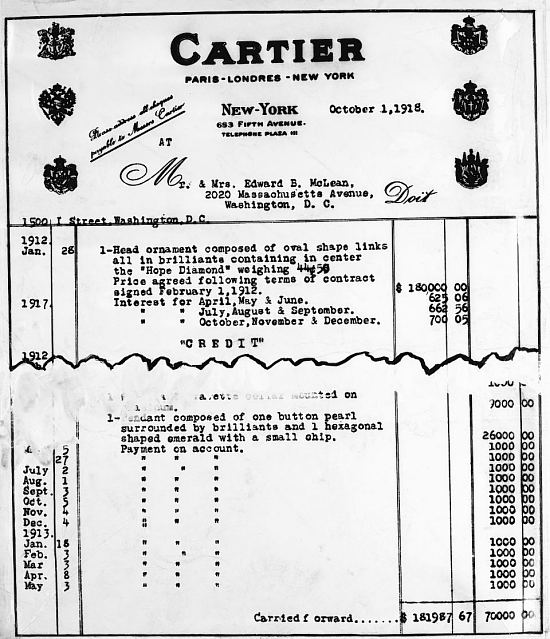 CARTIER
PARIS-LONDRES-NEW YORK
Please address all cheques
payable to Messrs Cartier
NEW-YORK
October 1,1918.
653 FIFTH AVENUE.
TELEPHONE PLAZA
AT
Mr. & Mrs. Edward B. McLean,
2020 Massachusetts Avenue,
Washington, D. C.
Doit
1500 I Street,Washington,D.C.
1912.
Jan. 28 1-Head ornament composed of oval shape links
all in brilliants containing in center
the "Hope Diamond" weighing
Price agreed following terms of contract
signed February 1,1912. $ 180000 00
1917. Interest for April,May & June. 625 06
" " July,August & September. 662 56
" " October,November & December. 700 05
"CREDIT"
1912
1000
mounted on
9000 00
1-Pendant composed of one button pearl
surrounded by brilliants and 1 hexagonal
shaped emerald with a small chip. 26000 00
5 Payment on account. 1000 00
27 " " " 1000 00
July 2 " " " 1000 00
Aug. 1 " " " 1000 00
Sept. 3 " " " 1000 00
Oct. 5 " " " 1000 00
Nov. 4 " " " 1000 00
Dec. 4 " " " 1000 00
1913.
Jan. 18 " " " 1000 00
Feb. 3 " " " 1000 00
Mar 3 " " " 1000 00
Apr. 8 " " " 1000 00
May 3 " " " 1000 00
Carried forward.......$ 181987 67 70000 00